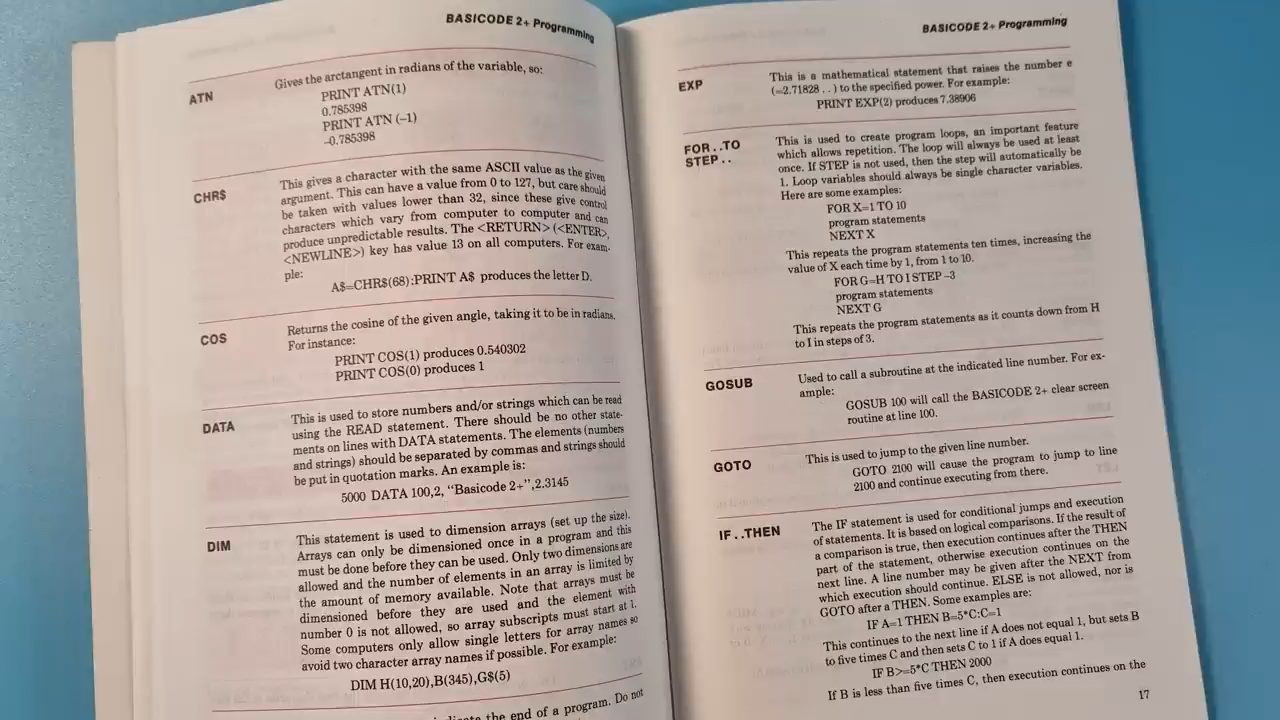 BASICODE 2+ Programming
ATN
Gives the arctangent in radians of the variable, so:
PRINT ATN(1)
0.785398
PRINT ATN (−1)
−0.785398
CHR$
This gives a character with the same ASCII value as the given
argument. This can have a value from 0 to 127, but care should
be taken with values lower than 32, since these give control
characters which vary from computer to computer and can
produce unpredictable results. The <RETURN> (<ENTER>,
<NEWLINE>) key has value 13 on all computers. For exam-
ple:
A$=CHR$(68):PRINT A$ produces the letter D.
COS
Returns the cosine of the given angle, taking it to be in radians.
For instance:
PRINT COS(1) produces 0.540302
PRINT COS(0) produces 1
DATA
This is used to store numbers and/or strings which can be read
using the READ statement. There should be no other state-
ments on lines with DATA statements. The elements (numbers
and strings) should be separated by commas and strings should
be put in quotation marks. An example is:
5000 DATA 100,2, "Basicode 2+",2.3145
DIM
This statement is used to dimension arrays (set up the size).
Arrays can only be dimensioned once in a program and this
must be done before they can be used. Only two dimensions are
allowed and the number of elements in an array is limited by
the amount of memory available. Note that arrays must be
dimensioned before they are used and the element with
number 0 is not allowed, so array subscripts must start at 1.
Some computers only allow single letters for array names so
avoid two character array names if possible. For example:
DIM H(10,20),B(345),G$(5)
the end of a program. Do not
BASICODE 2+ Programming
EXP
This is a mathematical statement that raises the number e
(=2.71828 . . ) to the specified power. For example:
PRINT EXP(2) produces 7.38906
FOR . .TO
STEP . .
This is used to create program loops, an important feature
which allows repetition. The loop will always be used at least
once. If STEP is not used, then the step will automatically be
1. Loop variables should always be single character variables.
Here are some examples:
FOR X=1 TO 10
program statements
NEXT X
This repeats the program statements ten times, increasing the
value of X each time by 1, from 1 to 10.
FOR G=H TO I STEP −3
program statements
NEXT G
This repeats the program statements as it counts down from H
to I in steps of 3.
GOSUB
Used to call a subroutine at the indicated line number. For ex-
ample:
GOSUB 100 will call the BASICODE 2+ clear screen
routine at line 100.
GOTO
This is used to jump to the given line number.
GOTO 2100 will cause the program to jump to line
2100 and continue executing from there.
IF . .THEN
The IF statement is used for conditional jumps and execution
of statements. It is based on logical comparisons. If the result of
a comparison is true, then execution continues after the THEN
part of the statement, otherwise execution continues on the
next line. A line number may be given after the NEXT from
which execution should continue. ELSE is not allowed, nor is
GOTO after a THEN. Some examples are:
IF A=1 THEN B=5*C:C=1
This continues to the next line if A does not equal 1, but sets B
to five times C and then sets C to 1 if A does equal 1.
IF B>=5*C THEN 2000
If B is less than five times C, then execution continues on the
17